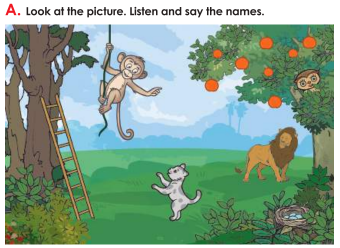 A. Look at the picture. Listen and say the names.